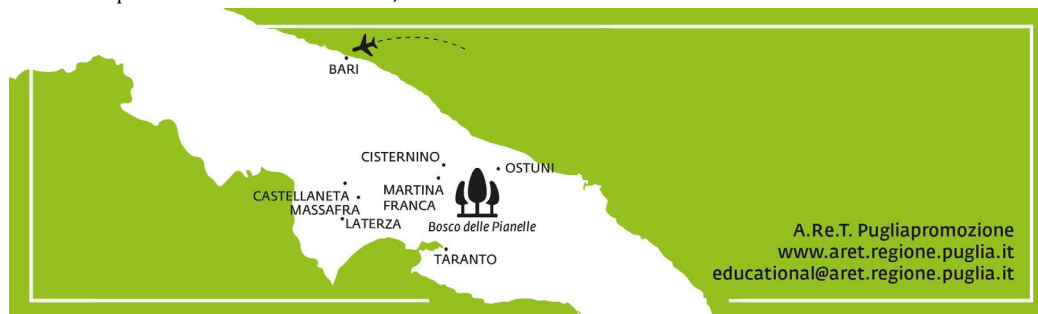 BARI
CISTERNINO
OSTUNI
CASTELLANETA
MARTINA
FRANCA
MASSAFRA
LATERZA
Bosco delle Pianelle
TARANTO
A.Re.T. Pugliapromozione
www.aret.regione.puglia.it
educational@aret.regione.puglia.it